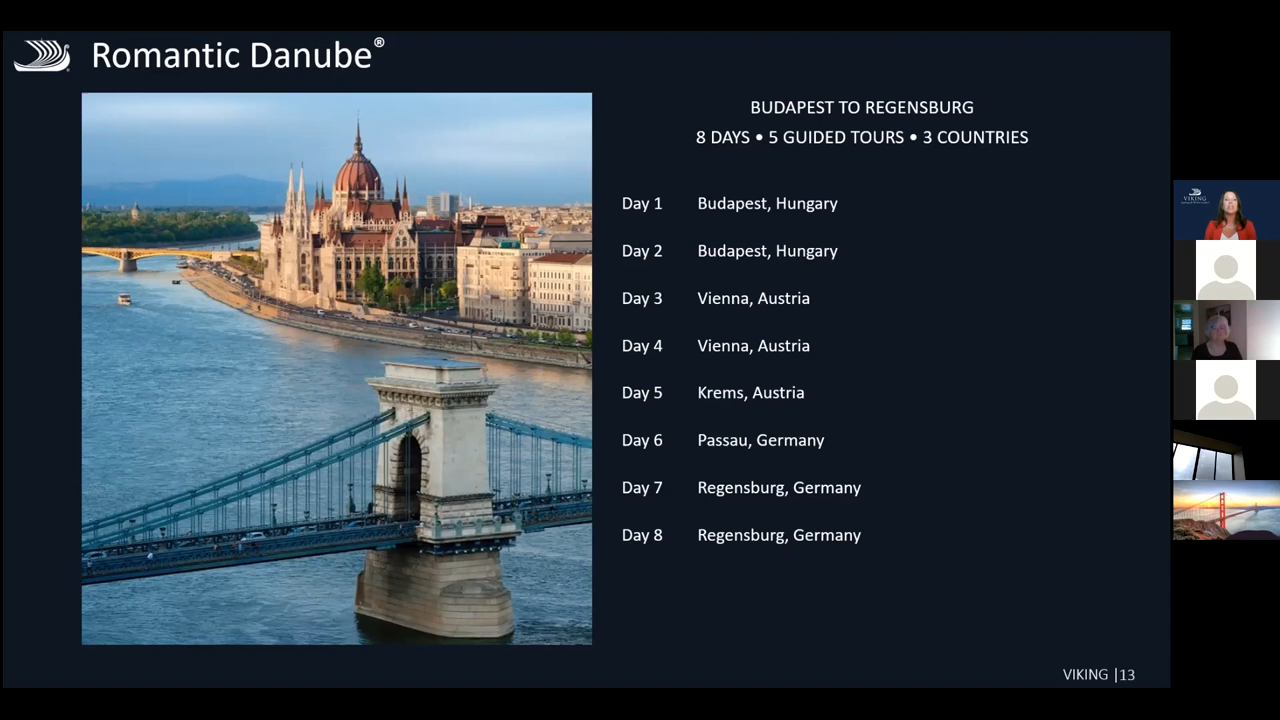 Romantic Danube®
BUDAPEST TO REGENSBURG
8 DAYS • 5 GUIDED TOURS • 3 COUNTRIES
Day 1 Budapest, Hungary
Day 2 Budapest, Hungary
Day 3 Vienna, Austria
Day 4 Vienna, Austria
Day 5 Krems, Austria
Day 6 Passau, Germany
Day 7 Regensburg, Germany
Day 8 Regensburg, Germany
VIKING |13
VIKING